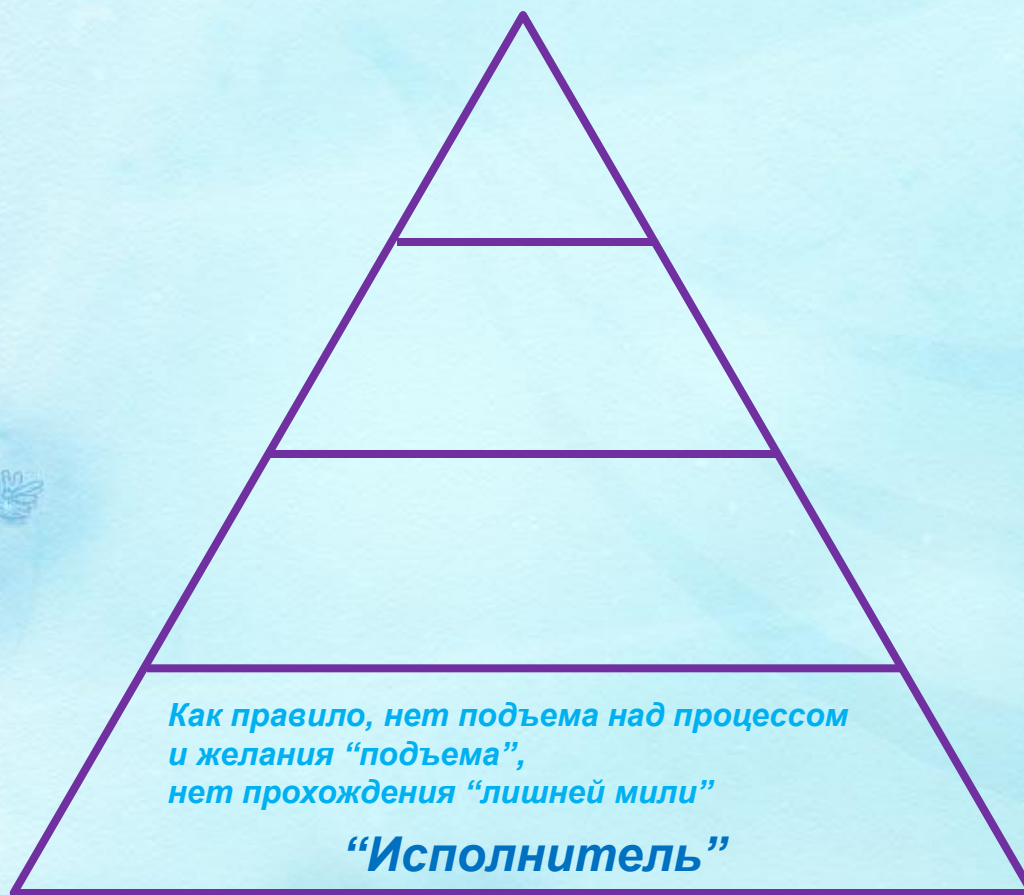 Как правило, нет подъема над процессом
и желания “подъема”,
нет прохождения “лишней мили”
“Исполнитель”